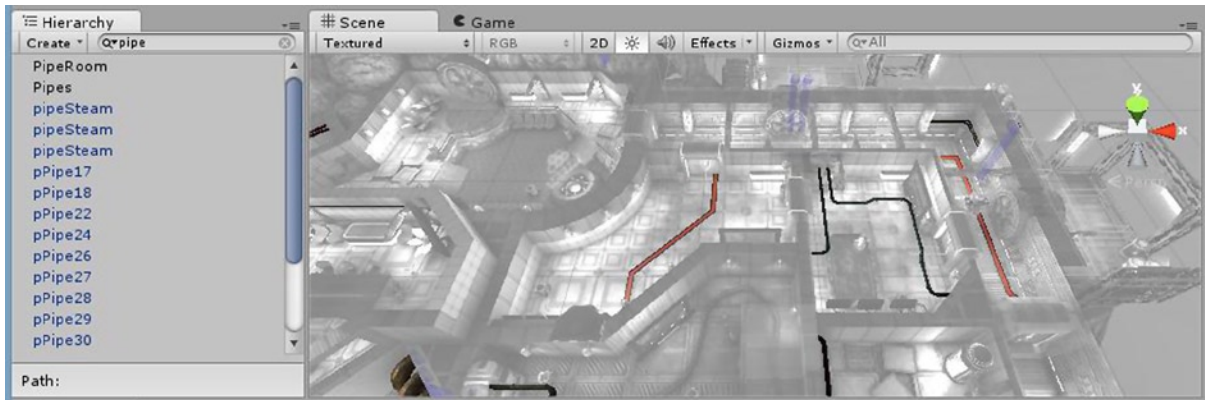 Hierarchy
Create pipe
PipeRoom
Pipes
pipeSteam
pipeSteam
pipeSteam
pPipe17
pPipe18
pPipe22
pPipe24
pPipe26
pPipe27
pPipe28
pPipe29
pPipe30
Path:
Scene Game
Textured RGB 2D Effects Gizmos All
y
x
Persp